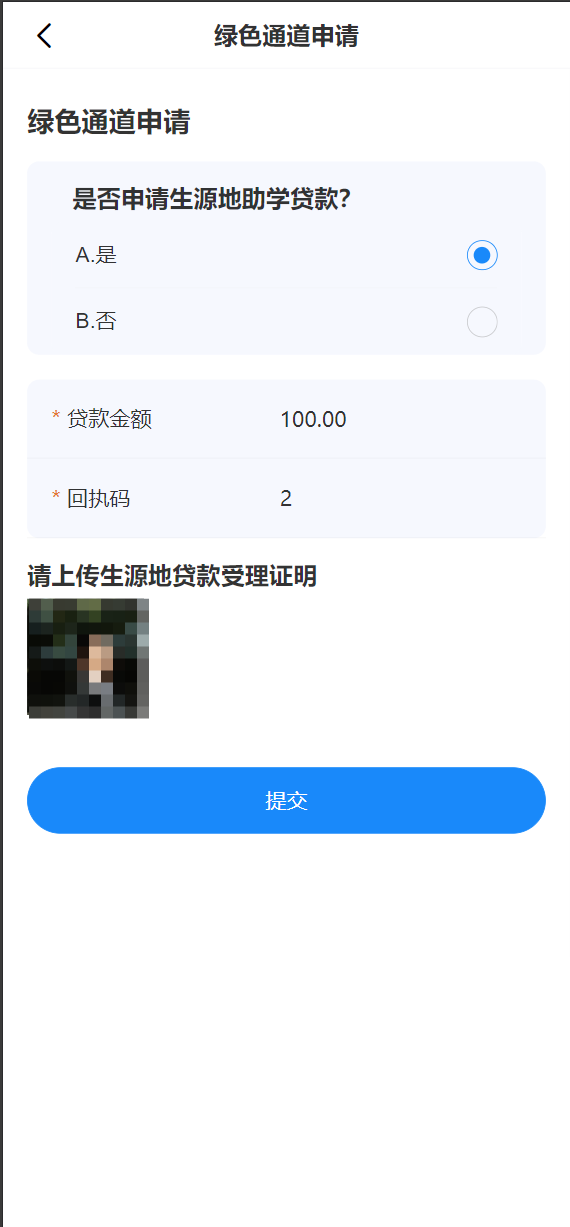 绿色通道申请
绿色通道申请
是否申请生源地助学贷款?
A.是
B.否
* 贷款金额 100.00
* 回执码 2
请上传生源地贷款受理证明
提交